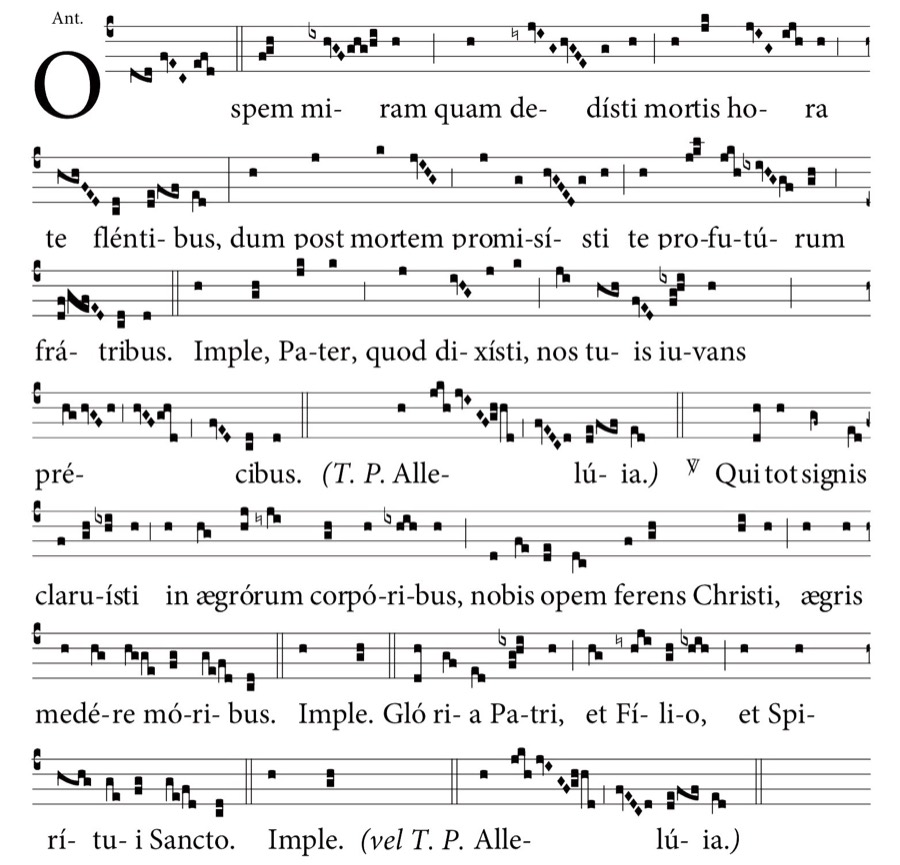 Ant.
O spem mi- ram quam de- dísti mortis ho- ra
te flénti- bus, dum post mortem promi-sí- sti te pro-fu-tú- rum
frá- tribus. Imple, Pa-ter, quod di- xísti, nos tu- is iu-vans
pré- cibus. (T. P. Alle- lú- ia.) ℣ Qui tot signis
claru-ísti in ægrórum corpó-ri-bus, nobis opem ferens Christi, ægris
medé-re mó-ri- bus. Imple. Gló ri- a Pa-tri, et Fí- li-o, et Spi-
rí- tu- i Sancto. Imple. (vel T. P. Alle- lú- ia.)